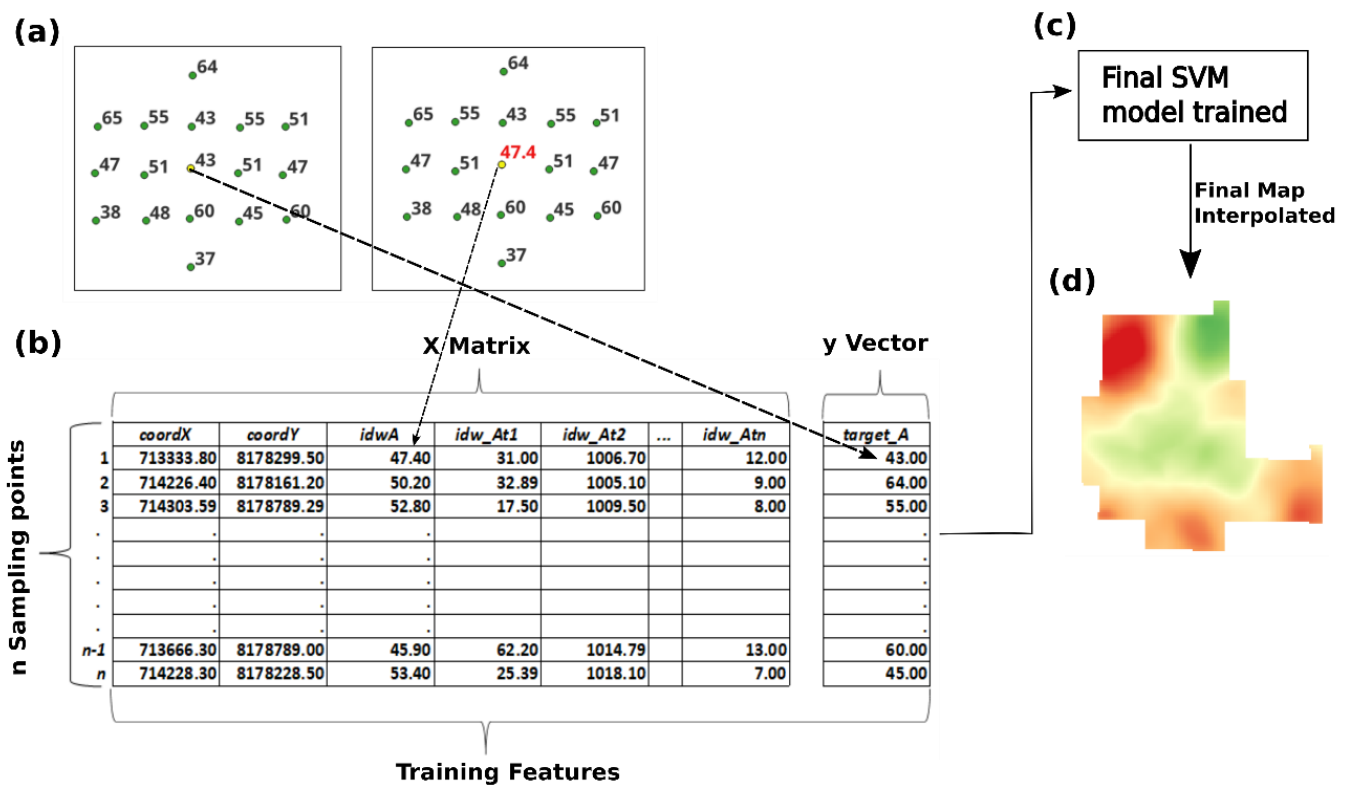 (a)
64
65 55 43 55 51
47 51 43 51 47
38 48 60 45 60
37
64
65 55 43 55 51
47 51 47.4 51 47
38 48 60 45 60
37
(c)
Final SVM
model trained
Final Map
Interpolated
(d)
(b)
X Matrix
y Vector
n Sampling points
coordX coordY idwA idw_At1 idw_At2 ... idw_Atn target_A
1 713333.80 8178299.50 47.40 31.00 1006.70 12.00 43.00
2 714226.40 8178161.20 50.20 32.89 1005.10 9.00 64.00
3 714303.59 8178789.29 52.80 17.50 1009.50 8.00 55.00
. . . . .
. . . . .
. . . . .
. . . . .
. . . . .
n-1 713666.30 8178789.00 45.90 62.20 1014.79 13.00 60.00
n 714228.30 8178228.50 53.40 25.39 1018.10 7.00 45.00
Training Features